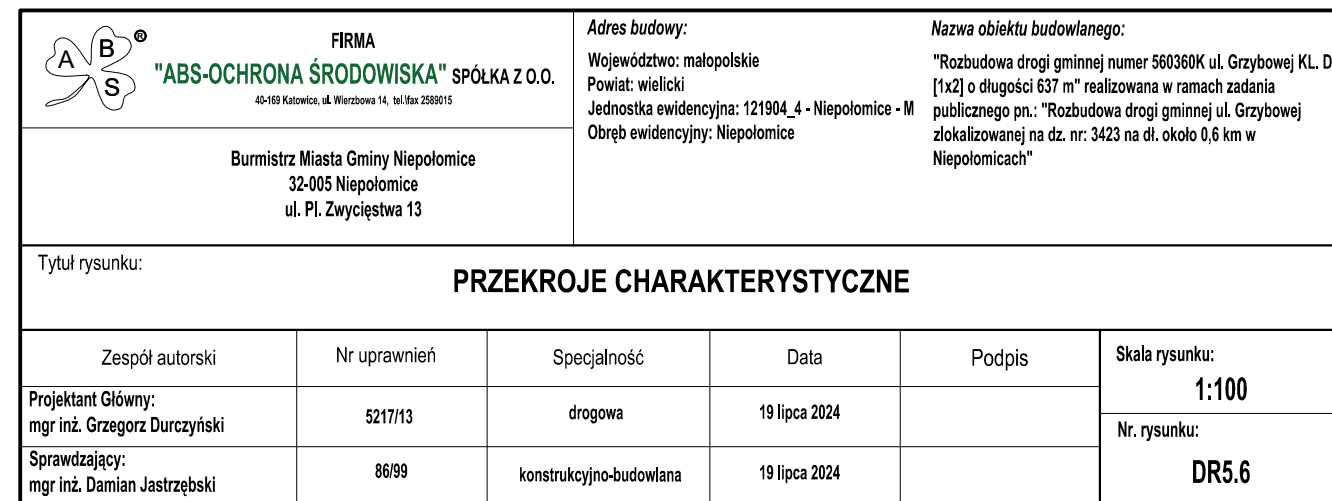 A B S ®
FIRMA
"ABS-OCHRONA ŚRODOWISKA" SPÓŁKA Z O.O.
40-169 Katowice, ul. Wierzbowa 14, tel.\fax 2589015
Burmistrz Miasta Gminy Niepołomice
32-005 Niepołomice
ul. Pl. Zwycięstwa 13
Adres budowy:
Województwo: małopolskie
Powiat: wielicki
Jednostka ewidencyjna: 121904_4 - Niepołomice - M
Obręb ewidencyjny: Niepołomice
Nazwa obiektu budowlanego:
"Rozbudowa drogi gminnej numer 560360K ul. Grzybowej KL. D
[1x2] o długości 637 m" realizowana w ramach zadania
publicznego pn.: "Rozbudowa drogi gminnej ul. Grzybowej
zlokalizowanej na dz. nr: 3423 na dł. około 0,6 km w
Niepołomicach"
Tytuł rysunku:
PRZEKROJE CHARAKTERYSTYCZNE
Zespół autorski Nr uprawnień Specjalność Data Podpis
Projektant Główny:
mgr inż. Grzegorz Durczyński 5217/13 drogowa 19 lipca 2024
Sprawdzający:
mgr inż. Damian Jastrzębski 86/99 konstrukcyjno-budowlana 19 lipca 2024
Skala rysunku:
1:100
Nr. rysunku:
DR5.6